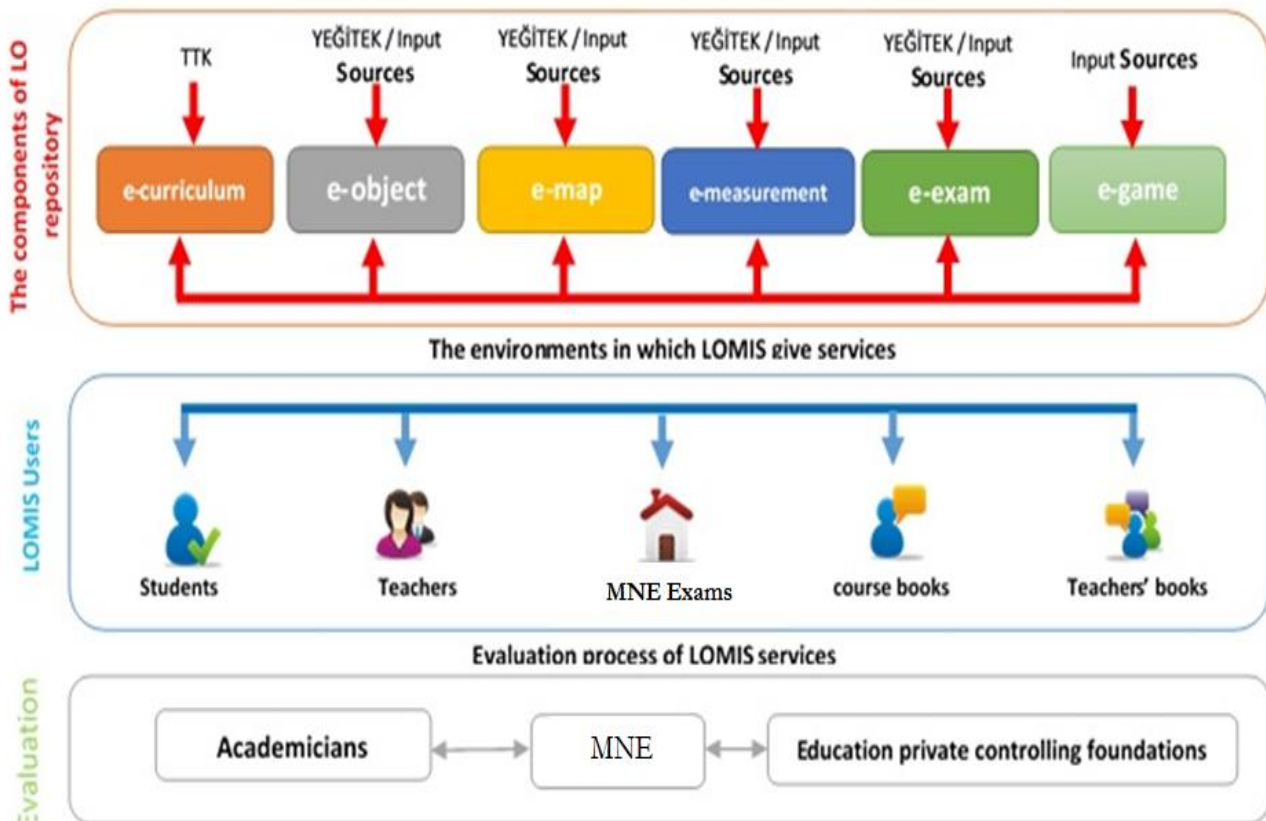 The components of LO
repository
TTK
YEĞİTEK / Input
Sources
YEĞİTEK / Input
Sources
YEĞİTEK / Input
Sources
YEĞİTEK / Input
Sources
Input Sources
e-curriculum
e-object
e-map
e-measurement
e-exam
e-game
The environments in which LOMIS give services
LOMIS Users
Students
Teachers
MNE Exams
course books
Teachers' books
Evaluation process of LOMIS services
Evaluation
Academicians
MNE
Education private controlling foundations